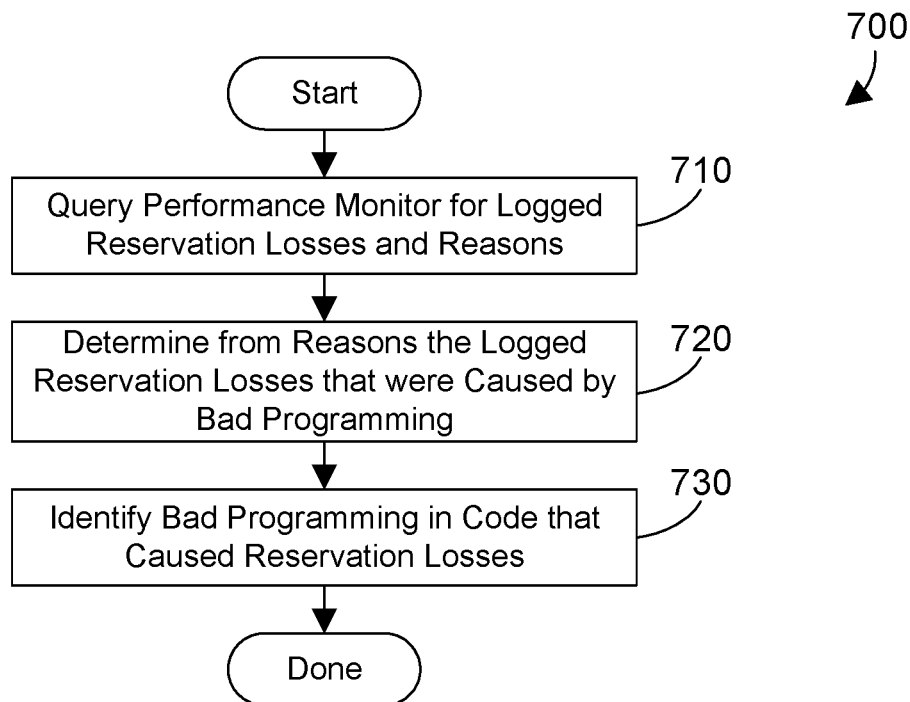 700
Start
710
Query Performance Monitor for Logged
Reservation Losses and Reasons
720
Determine from Reasons the Logged
Reservation Losses that were Caused by
Bad Programming
730
Identify Bad Programming in Code that
Caused Reservation Losses
Done